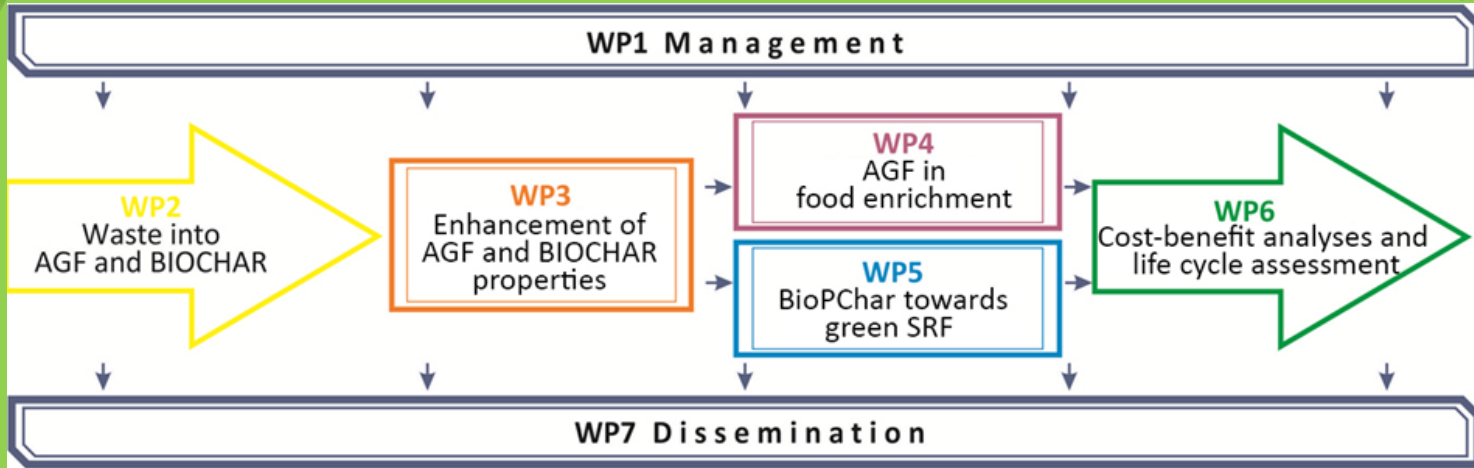 WP1 Management
WP2
Waste into
AGF and BIOCHAR
WP3
Enhancement of
AGF and BIOCHAR
properties
WP4
AGF in
food enrichment
WP5
BioPChar towards
green SRF
WP6
Cost-benefit analyses and
life cycle assessment
WP7 Dissemination